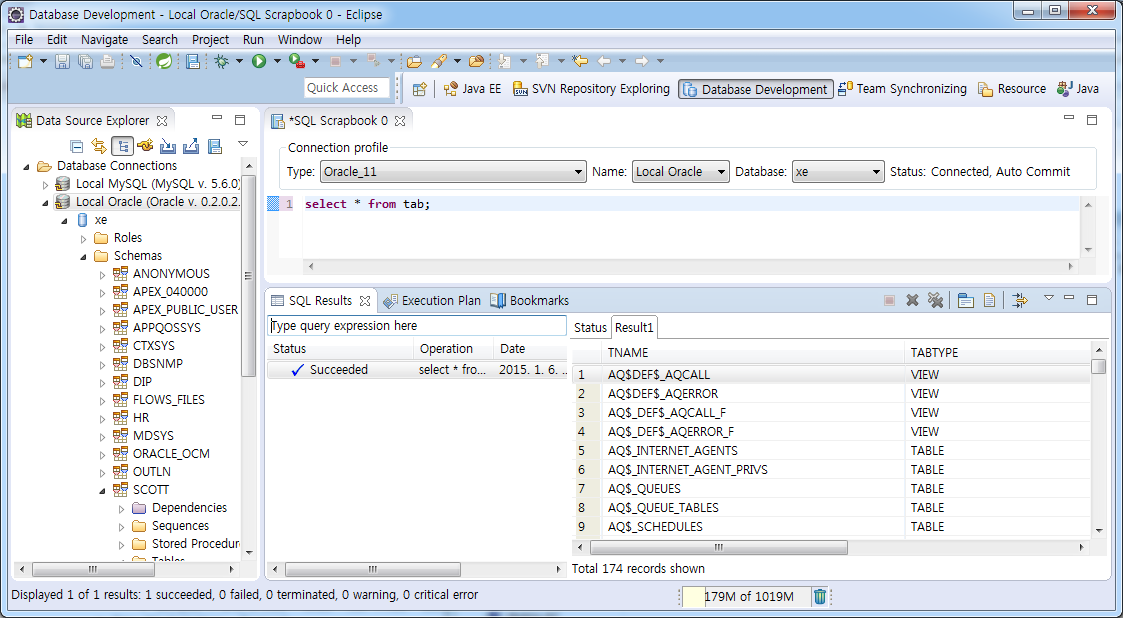 Database Development - Local Oracle/SQL Scrapbook 0 - Eclipse
File Edit Navigate Search Project Run Window Help
Quick Access Java EE SVN Repository Exploring Database Development Team Synchronizing Resource Java
Data Source Explorer
Database Connections
Local MySQL (MySQL v. 5.6.0)
Local Oracle (Oracle v. 0.2.0.2.
xe
Roles
Schemas
ANONYMOUS
APEX_040000
APEX_PUBLIC_USER
APPQOSSYS
CTXSYS
DBSNMP
DIP
FLOWS_FILES
HR
MDSYS
ORACLE_OCM
OUTLN
SCOTT
Dependencies
Sequences
Stored Procedur
Tables
*SQL Scrapbook 0
Connection profile
Type: Oracle_11 Name: Local Oracle Database: xe Status: Connected, Auto Commit
1 select * from tab;
SQL Results Execution Plan Bookmarks
Type query expression here
Status Operation Date
Succeeded select * fro... 2015. 1. 6. ..
Status Result1
TNAME TABTYPE
1 AQ$DEF$_AQCALL VIEW
2 AQ$DEF$_AQERROR VIEW
3 AQ$_DEF$_AQCALL_F VIEW
4 AQ$_DEF$_AQERROR_F VIEW
5 AQ$_INTERNET_AGENTS TABLE
6 AQ$_INTERNET_AGENT_PRIVS TABLE
7 AQ$_QUEUES TABLE
8 AQ$_QUEUE_TABLES TABLE
9 AQ$_SCHEDULES TABLE
Total 174 records shown
Displayed 1 of 1 results: 1 succeeded, 0 failed, 0 terminated, 0 warning, 0 critical error
179M of 1019M